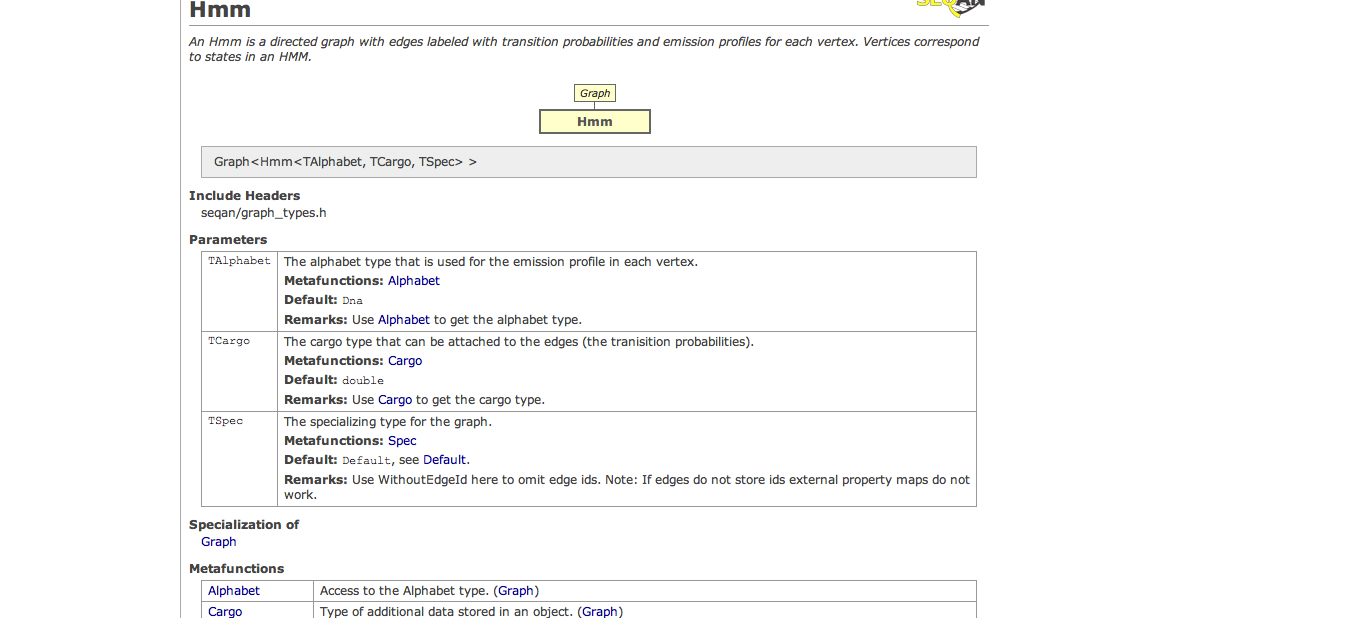 Hmm
SEQAN
An Hmm is a directed graph with edges labeled with transition probabilities and emission profiles for each vertex. Vertices correspond
to states in an HMM.
Graph
Hmm
Graph<Hmm<TAlphabet, TCargo, TSpec> >
Include Headers
seqan/graph_types.h
Parameters
TAlphabet The alphabet type that is used for the emission profile in each vertex.
Metafunctions: Alphabet
Default: Dna
Remarks: Use Alphabet to get the alphabet type.
TCargo The cargo type that can be attached to the edges (the tranisition probabilities).
Metafunctions: Cargo
Default: double
Remarks: Use Cargo to get the cargo type.
TSpec The specializing type for the graph.
Metafunctions: Spec
Default: Default, see Default.
Remarks: Use WithoutEdgeId here to omit edge ids. Note: If edges do not store ids external property maps do not
work.
Specialization of
Graph
Metafunctions
Alphabet Access to the Alphabet type. (Graph)
Cargo Type of additional data stored in an object. (Graph)